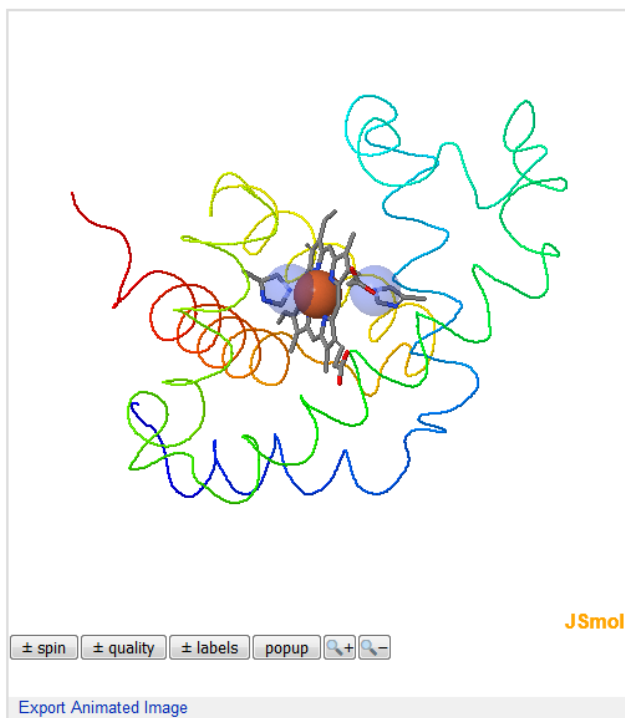 JSmol
± spin ± quality ± labels popup + −
Export Animated Image